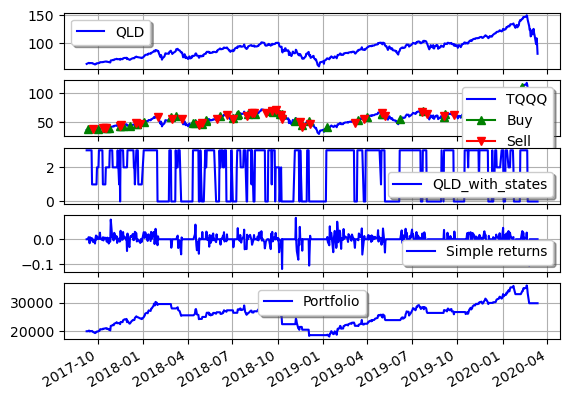 150
QLD
100
100
TQQQ
Buy
50
Sell
2
QLD_with_states
0
0.0
Simple returns
−0.1
30000
Portfolio
20000
2017-10 2018-01 2018-04 2018-07 2018-10 2019-01 2019-04 2019-07 2019-10 2020-01 2020-04